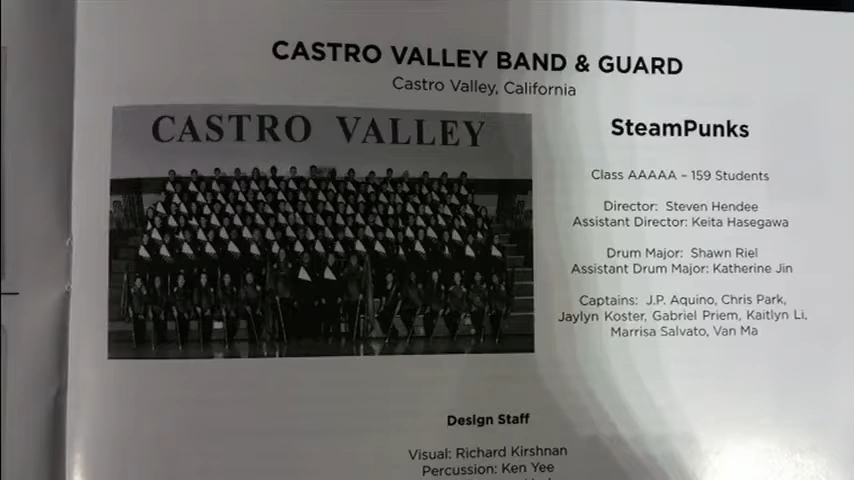 CASTRO VALLEY BAND & GUARD
Castro Valley, California
CASTRO VALLEY
SteamPunks
Class AAAAA – 159 Students
Director: Steven Hendee
Assistant Director: Keita Hasegawa
Drum Major: Shawn Riel
Assistant Drum Major: Katherine Jin
Captains: J.P. Aquino, Chris Park,
Jaylyn Koster, Gabriel Priem, Kaitlyn Li,
Marrisa Salvato, Van Ma
Design Staff
Visual: Richard Kirshnan
Percussion: Ken Yee